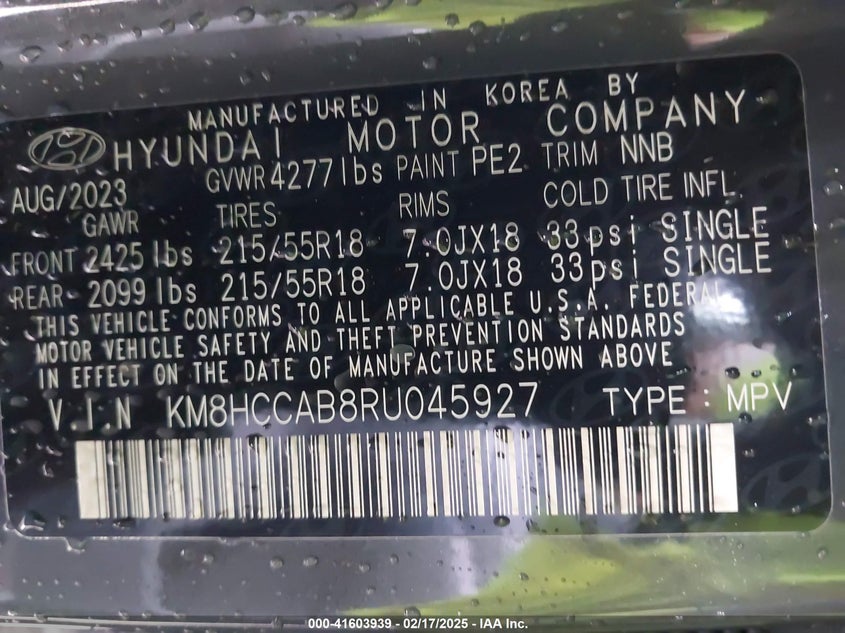 MANUFACTURED IN KOREA BY
HYUNDAI MOTOR COMPANY
AUG/2023 GVWR 4277lbs PAINT PE2 TRIM NNB
GAWR TIRES RIMS COLD TIRE INFL.
FRONT 2425 lbs 215/55R18 7.0JX18 33psi SINGLE
REAR- 2099 lbs 215/55R18 7.0JX18 33psi SINGLE
THIS VEHICLE CONFORMS TO ALL APPLICABLE U.S.A. FEDERAL
MOTOR VEHICLE SAFETY AND THEFT PREVENTION STANDARDS
IN EFFECT ON THE DATE OF MANUFACTURE SHOWN ABOVE
V.I.N KM8HCCAB8RU045927 TYPE : MPV
000-41603939 - 02/17/2025 - IAA Inc.